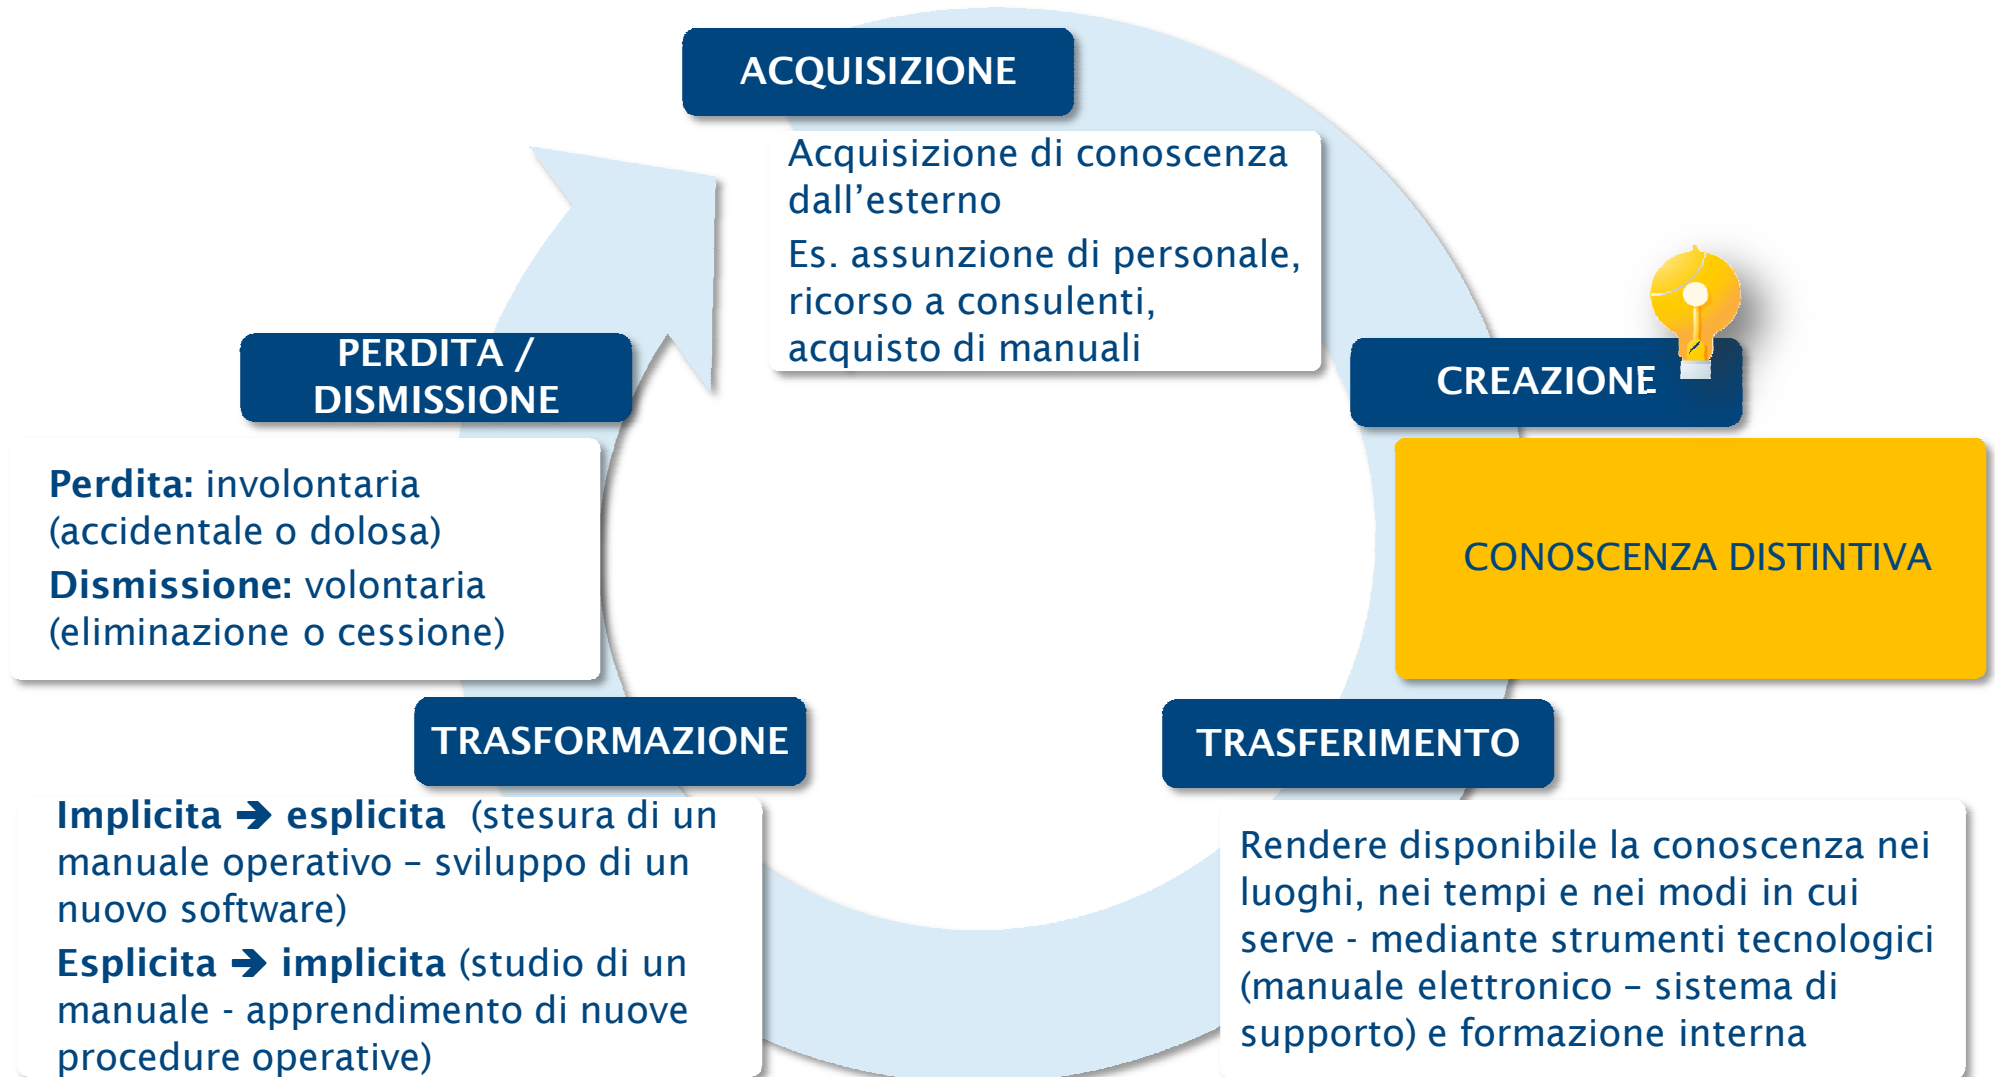 ACQUISIZIONE
Acquisizione di conoscenza
dall’esterno
Es. assunzione di personale,
ricorso a consulenti,
acquisto di manuali
CREAZIONE
CONOSCENZA DISTINTIVA
TRASFERIMENTO
Rendere disponibile la conoscenza nei
luoghi, nei tempi e nei modi in cui
serve - mediante strumenti tecnologici
(manuale elettronico – sistema di
supporto) e formazione interna
TRASFORMAZIONE
Implicita ➔ esplicita (stesura di un
manuale operativo – sviluppo di un
nuovo software)
Esplicita ➔ implicita (studio di un
manuale - apprendimento di nuove
procedure operative)
PERDITA /
DISMISSIONE
Perdita: involontaria
(accidentale o dolosa)
Dismissione: volontaria
(eliminazione o cessione)